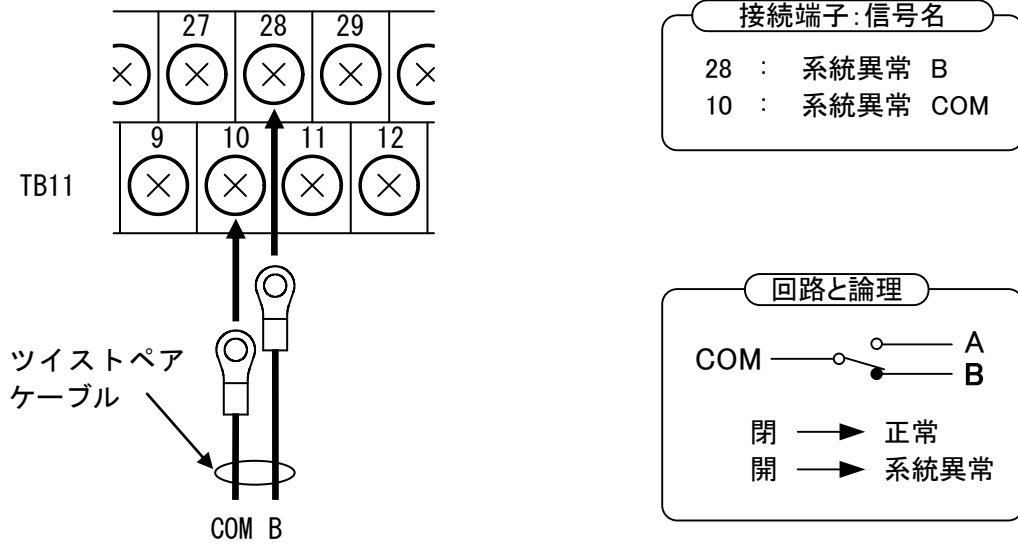 27 28 29
9 10 11 12
TB11
ツイストペア
ケーブル
COM B
接続端子:信号名
28 : 系統異常 B
10 : 系統異常 COM
回路と論理
COM
A
B
閉 → 正常
開 → 系統異常